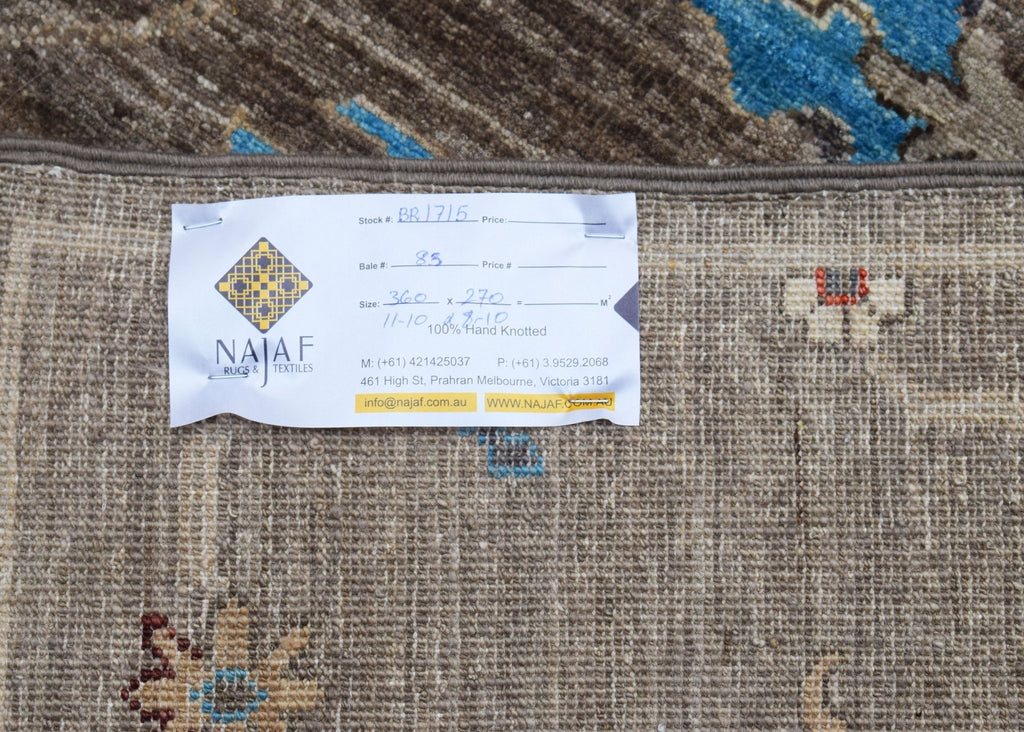 Stock #: BR1715 Price:
Bale #: 85 Price #
Size: 360 x 270 = M²
11-10 x 8-10
100% Hand Knotted
NAJAF
RUGS & TEXTILES
M: (+61) 421425037 P: (+61) 3.9529.2068
461 High St, Prahran Melbourne, Victoria 3181
info@najaf.com.au WWW.NAJAF.COM.AU